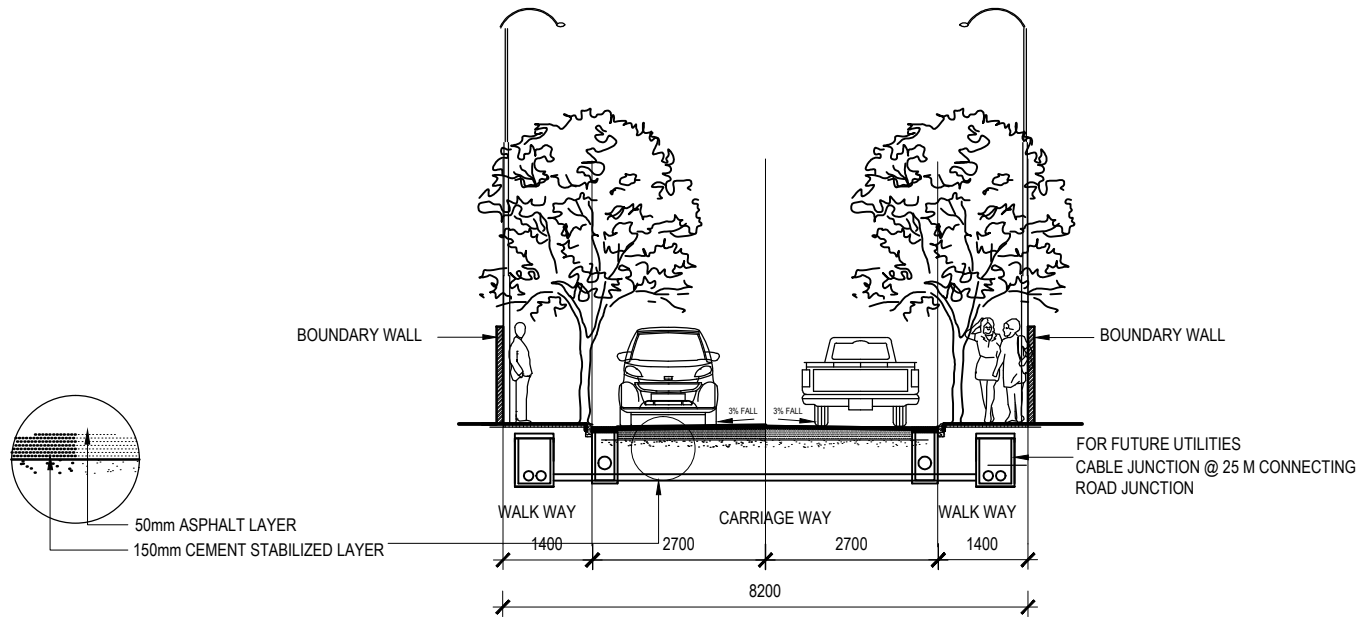 BOUNDARY WALL
BOUNDARY WALL
3% FALL
3% FALL
FOR FUTURE UTILITIES
CABLE JUNCTION @ 25 M CONNECTING
ROAD JUNCTION
50mm ASPHALT LAYER
150mm CEMENT STABILIZED LAYER
WALK WAY
CARRIAGE WAY
WALK WAY
1400
2700
2700
1400
8200